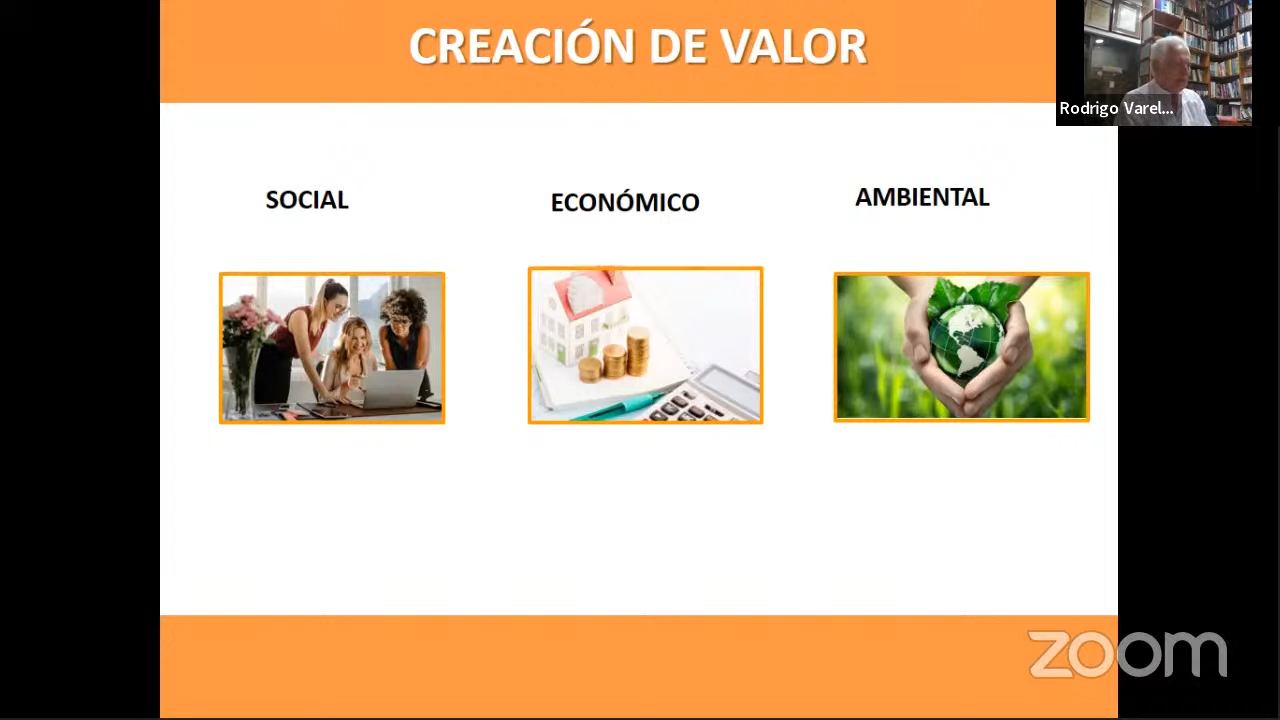 CREACIÓN DE VALOR
Rodrigo Varel...
SOCIAL
ECONÓMICO
AMBIENTAL
zoom